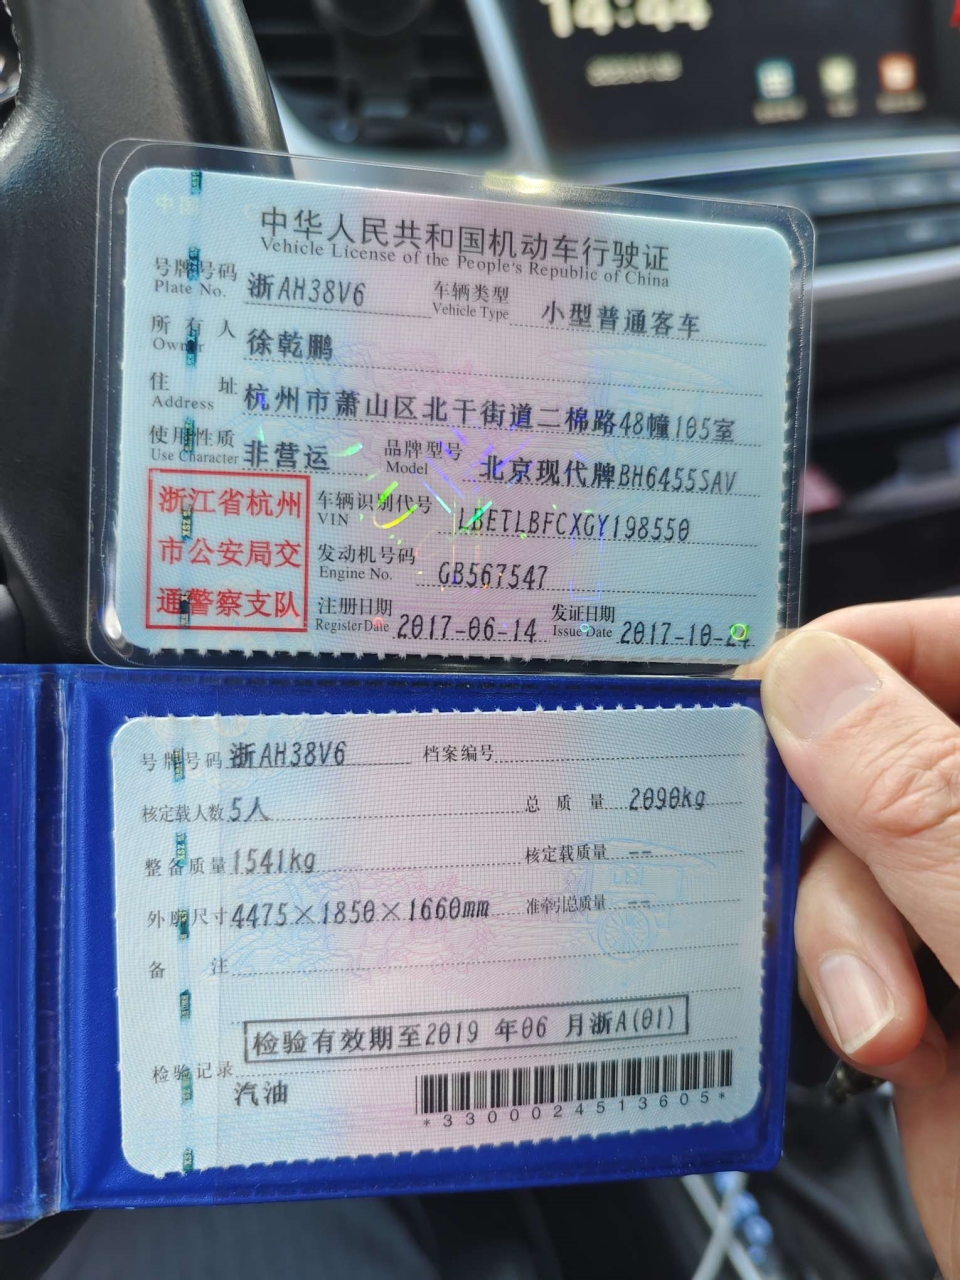 14:44
中华人民共和国机动车行驶证
Vehicle License of the People's Republic of China
号牌号码 浙AH38V6 车辆类型 小型普通客车
Plate No. Vehicle Type
所有人 徐乾鹏
Owner
住址 杭州市萧山区北干街道二棉路48幢105室
Address
使用性质 非营运 品牌型号 北京现代牌BH6455SAV
Use Character Model
浙江省杭州
市公安局交
通警察支队
车辆识别代号 LBETLBFCXGY198550
VIN
发动机号码 GB567547
Engine No.
注册日期 2017-06-14 发证日期 2017-10-24
Register Date Issue Date
号牌号码 浙AH38V6 档案编号
核定载人数 5人 总质量 2090kg
整备质量 1541kg 核定载质量 --
外廓尺寸 4475×1850×1660mm 准牵引总质量 --
备注
检验有效期至2019 年06 月浙A(01)
检验记录
汽油
*3300024513605*